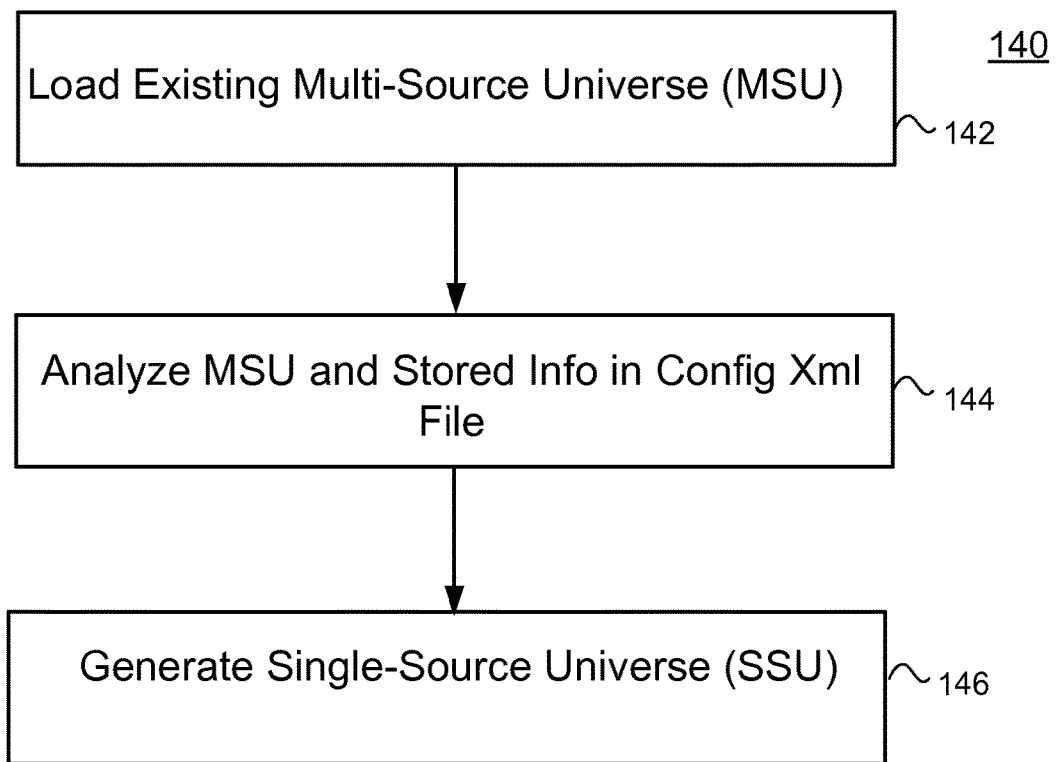 140
Load Existing Multi-Source Universe (MSU)
142
Analyze MSU and Stored Info in Config Xml
File
144
Generate Single-Source Universe (SSU)
146